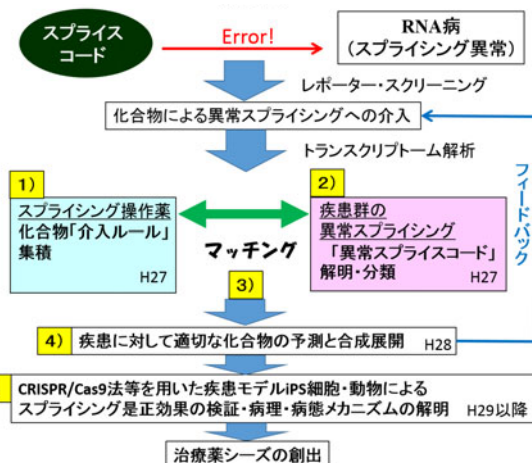 スプライス
コード
Error!
RNA病
（スプライシング異常）
レポーター・スクリーニング
化合物による異常スプライシングへの介入
トランスクリプトーム解析
フィードバック
1）
スプライシング操作薬
化合物「介入ルール」
集積
H27
マッチング
2）
疾患群の
異常スプライシング
「異常スプライスコード」
解明・分類
H27
3）
4）
疾患に対して適切な化合物の予測と合成展開
H28
CRISPR/Cas9法等を用いた疾患モデルiPS細胞・動物による
スプライシング是正効果の検証・病理・病態メカニズムの解明
H29以降
治療薬シーズの創出